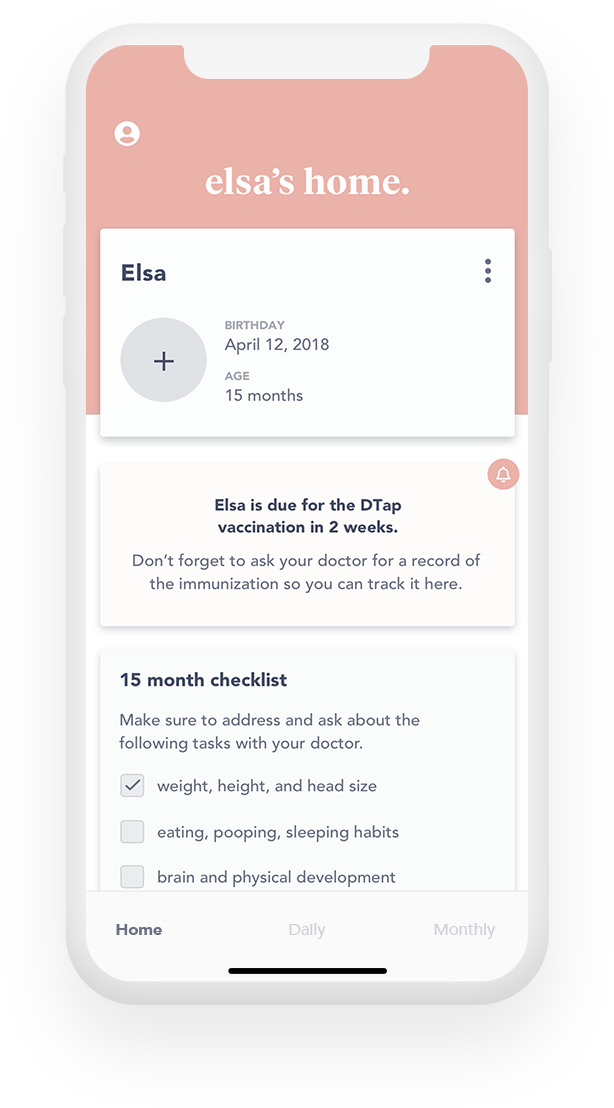 elsa’s home.
Elsa
BIRTHDAY
April 12, 2018
AGE
15 months
Elsa is due for the DTap
vaccination in 2 weeks.
Don’t forget to ask your doctor for a record of
the immunization so you can track it here.
15 month checklist
Make sure to address and ask about the
following tasks with your doctor.
weight, height, and head size
eating, pooping, sleeping habits
brain and physical development
Home Daily Monthly